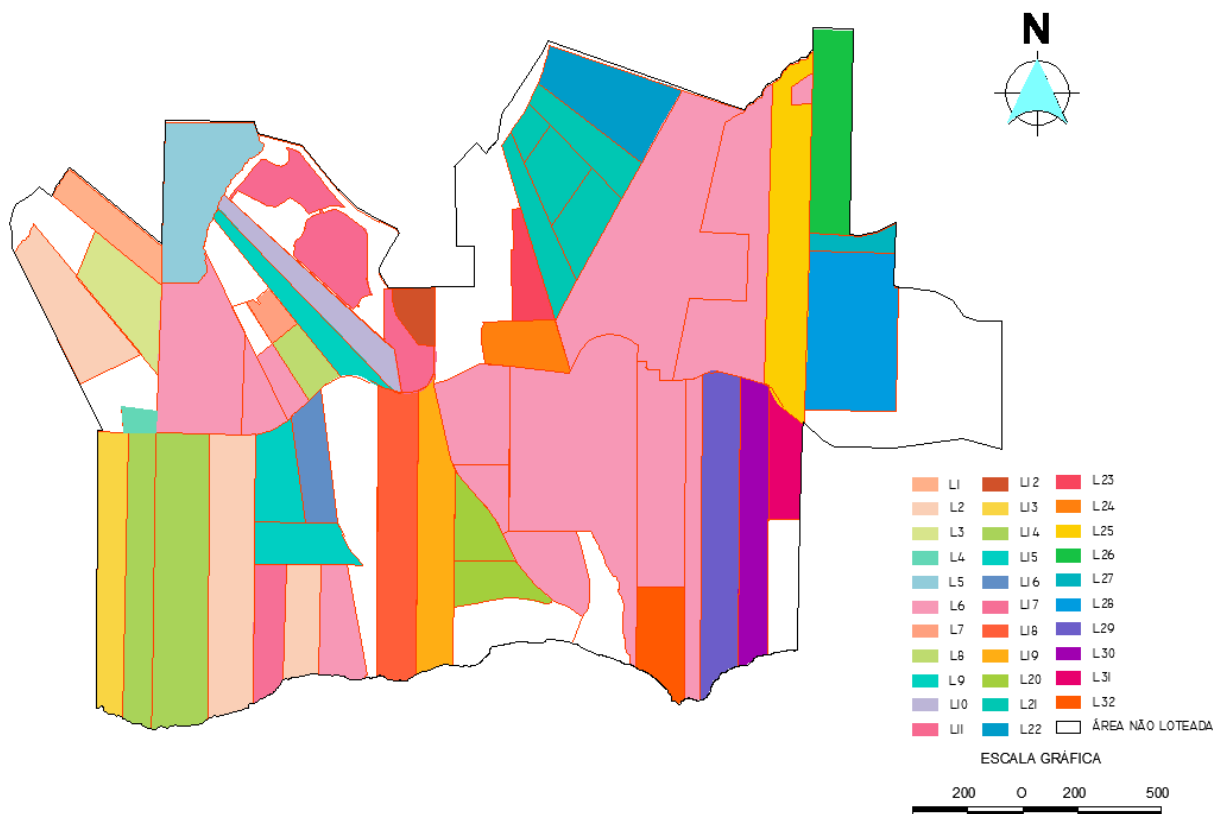 N
L1
L2
L3
L4
L5
L6
L7
L8
L9
L10
L11
L12
L13
L14
L15
L16
L17
L18
L19
L20
L21
L22
L23
L24
L25
L26
L27
L28
L29
L30
L31
L32
ÁREA NÃO LOTEADA
ESCALA GRÁFICA
200 0 200 500